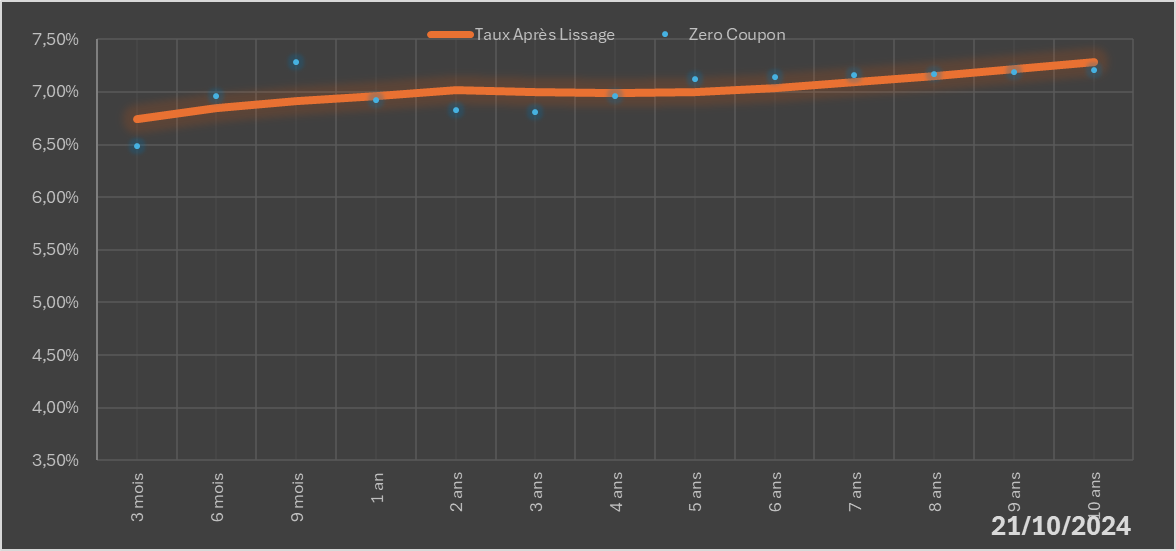 Taux Après Lissage Zero Coupon
7,50%
7,00%
6,50%
6,00%
5,50%
5,00%
4,50%
4,00%
3,50%
3 mois
6 mois
9 mois
1 an
2 ans
3 ans
4 ans
5 ans
6 ans
7 ans
8 ans
9 ans
10 ans
21/10/2024